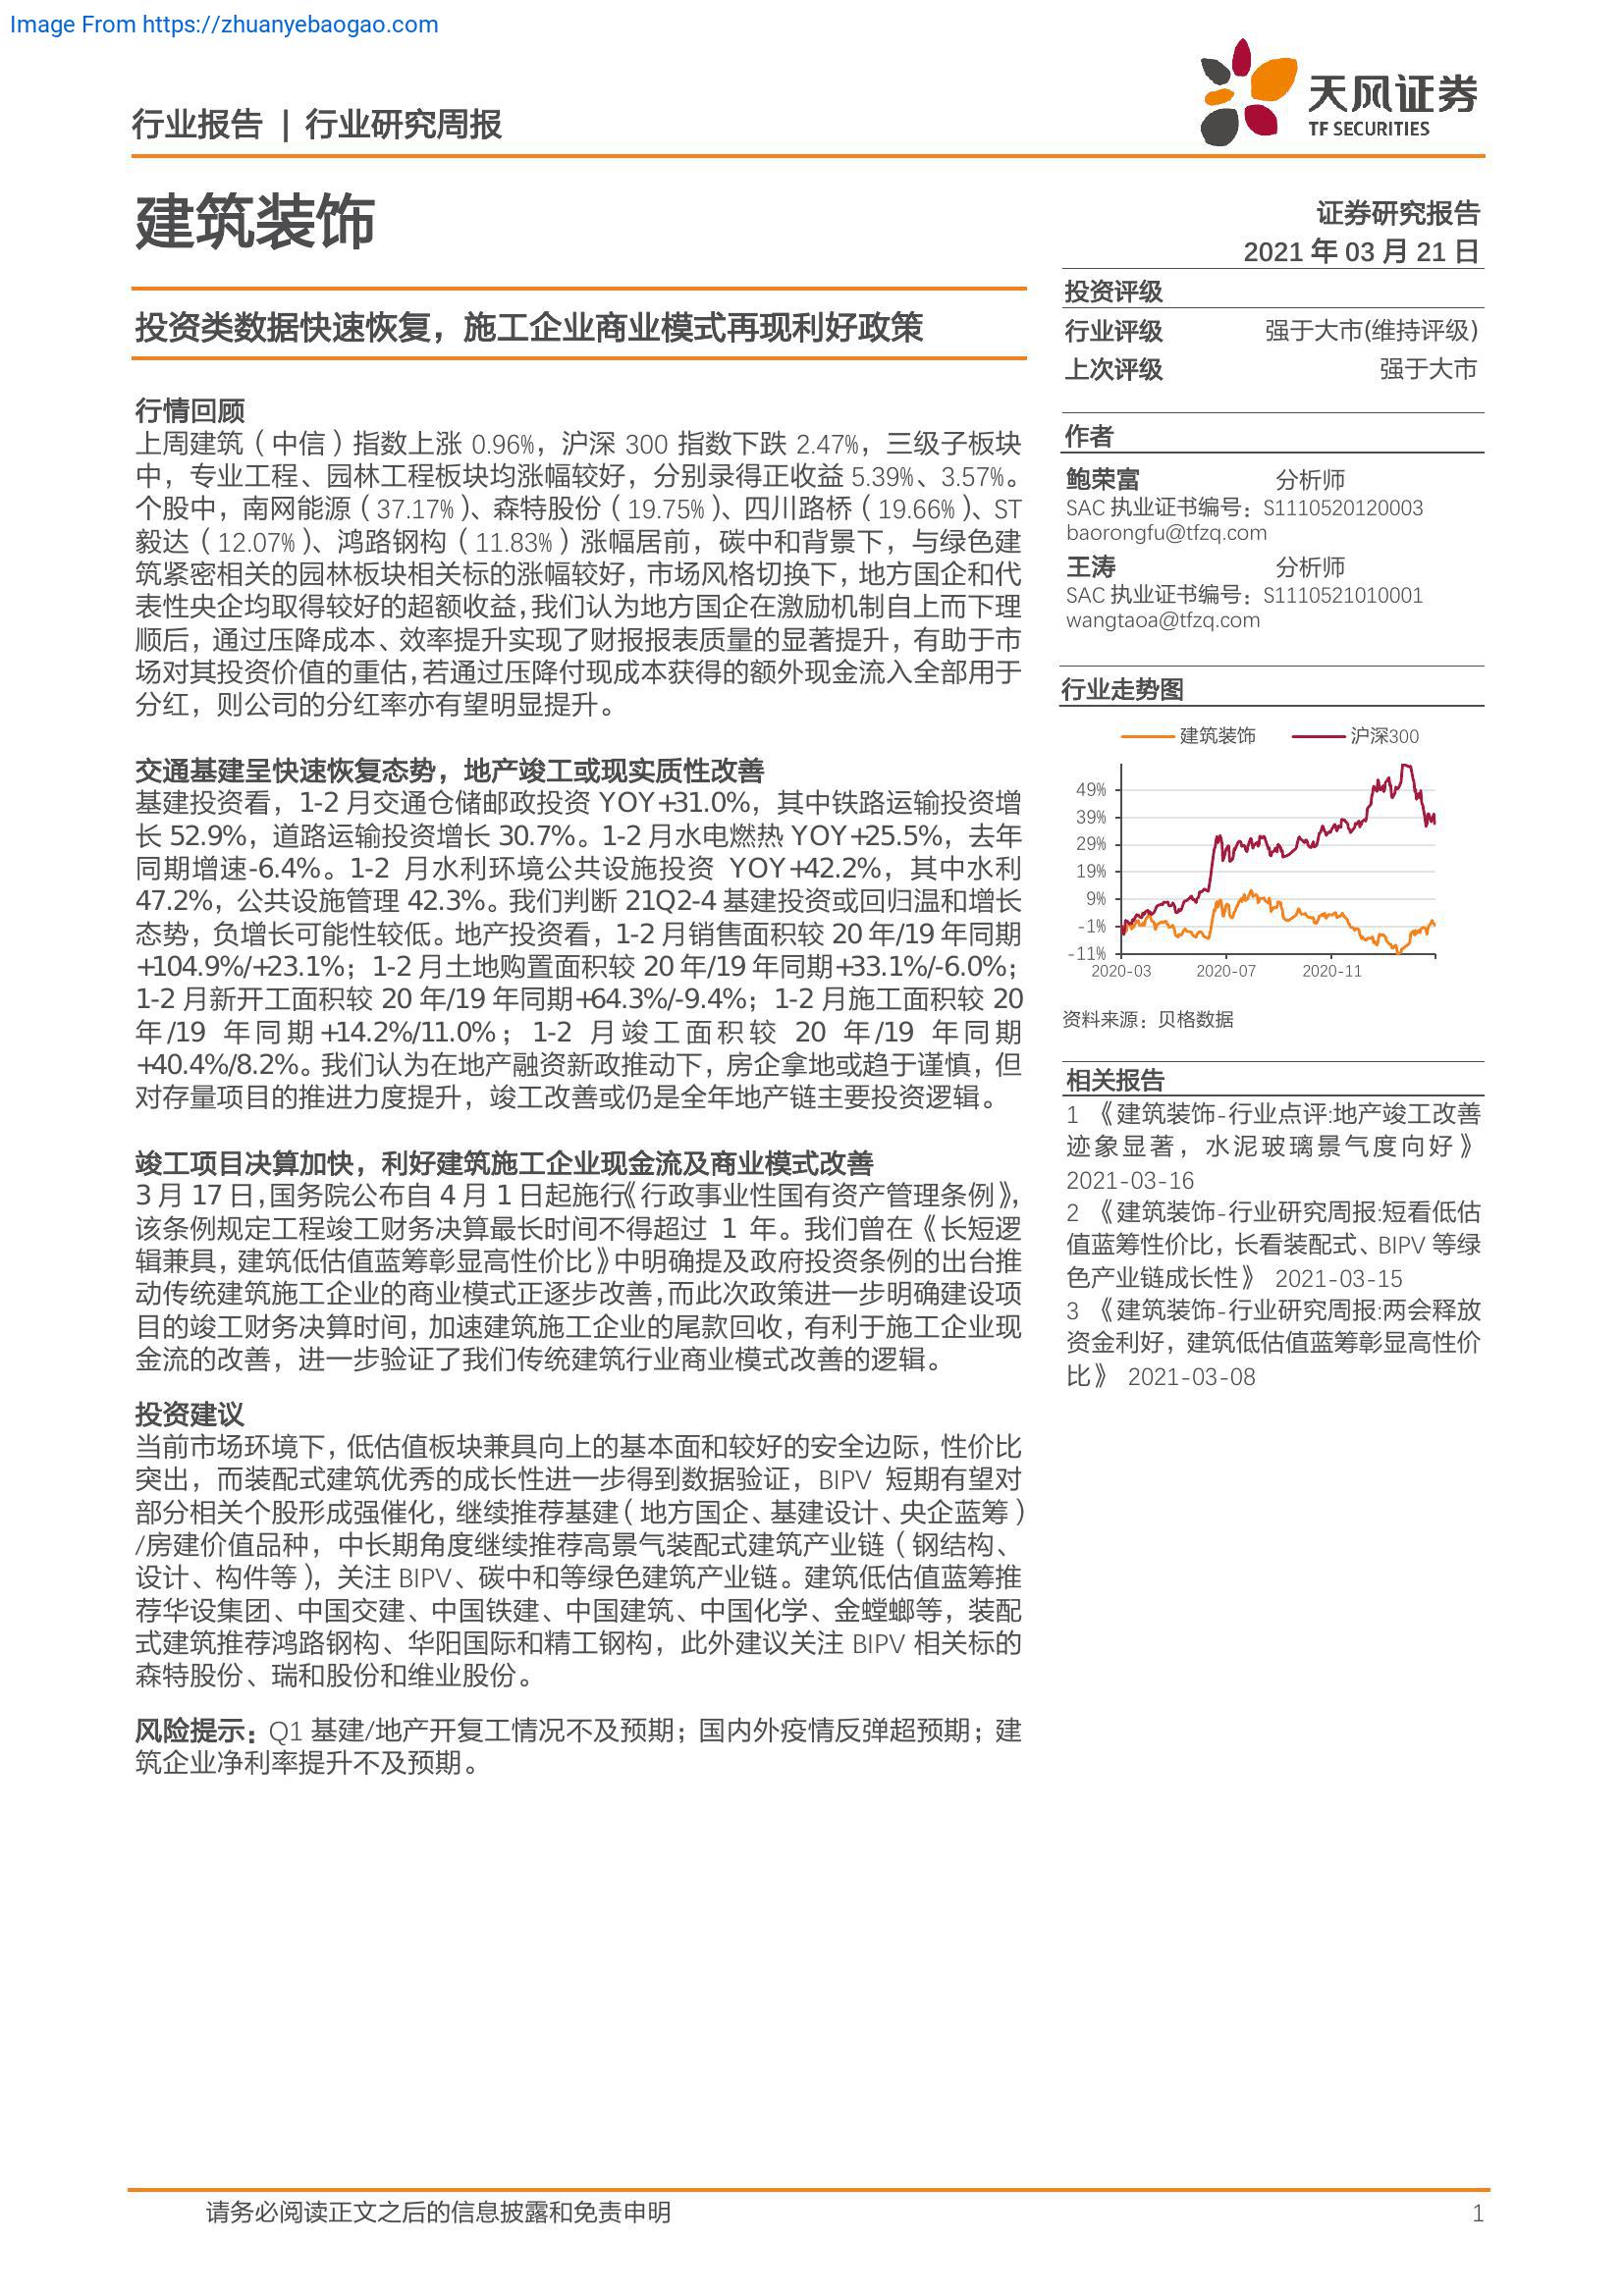 Image From https://zhuanyebaogao.com
行业报告 | 行业研究周报
天风证券
TF SECURITIES
建筑装饰
证券研究报告
2021 年 03 月 21 日
投资类数据快速恢复，施工企业商业模式再现利好政策
行情回顾
上周建筑（中信）指数上涨 0.96%，沪深 300 指数下跌 2.47%，三级子板块
中，专业工程、园林工程板块均涨幅较好，分别录得正收益 5.39%、3.57%。
个股中，南网能源（37.17%）、森特股份（19.75%）、四川路桥（19.66%）、ST
毅达（12.07%）、鸿路钢构（11.83%）涨幅居前，碳中和背景下，与绿色建
筑紧密相关的园林板块相关标的涨幅较好，市场风格切换下，地方国企和代
表性央企均取得较好的超额收益，我们认为地方国企在激励机制自上而下理
顺后，通过压降成本、效率提升实现了财报报表质量的显著提升，有助于市
场对其投资价值的重估，若通过压降付现成本获得的额外现金流入全部用于
分红，则公司的分红率亦有望明显提升。
交通基建呈快速恢复态势，地产竣工或现实质性改善
基建投资看，1-2 月交通仓储邮政投资 YOY+31.0%，其中铁路运输投资增
长 52.9%，道路运输投资增长 30.7%。1-2 月水电燃热 YOY+25.5%，去年
同期增速-6.4%。1-2 月水利环境公共设施投资 YOY+42.2%，其中水利
47.2%，公共设施管理 42.3%。我们判断 21Q2-4 基建投资或回归温和增长
态势，负增长可能性较低。地产投资看，1-2 月销售面积较 20 年/19 年同期
+104.9%/+23.1%；1-2 月土地购置面积较 20 年/19 年同期+33.1%/-6.0%；
1-2 月新开工面积较 20 年/19 年同期+64.3%/-9.4%；1-2 月施工面积较 20
年/19 年同期+14.2%/11.0%；1-2 月竣工面积较 20 年/19 年同期
+40.4%/8.2%。我们认为在地产融资新政推动下，房企拿地或趋于谨慎，但
对存量项目的推进力度提升，竣工改善或仍是全年地产链主要投资逻辑。
竣工项目决算加快，利好建筑施工企业现金流及商业模式改善
3 月 17 日，国务院公布自 4 月 1 日起施行《行政事业性国有资产管理条例》，
该条例规定工程竣工财务决算最长时间不得超过 1 年。我们曾在《长短逻
辑兼具，建筑低估值蓝筹彰显高性价比》中明确提及政府投资条例的出台推
动传统建筑施工企业的商业模式正逐步改善，而此次政策进一步明确建设项
目的竣工财务决算时间，加速建筑施工企业的尾款回收，有利于施工企业现
金流的改善，进一步验证了我们传统建筑行业商业模式改善的逻辑。
投资建议
当前市场环境下，低估值板块兼具向上的基本面和较好的安全边际，性价比
突出，而装配式建筑优秀的成长性进一步得到数据验证，BIPV 短期有望对
部分相关个股形成强催化，继续推荐基建（地方国企、基建设计、央企蓝筹）
/房建价值品种，中长期角度继续推荐高景气装配式建筑产业链（钢结构、
设计、构件等），关注 BIPV、碳中和等绿色建筑产业链。建筑低估值蓝筹推
荐华设集团、中国交建、中国铁建、中国建筑、中国化学、金螳螂等，装配
式建筑推荐鸿路钢构、华阳国际和精工钢构，此外建议关注 BIPV 相关标的
森特股份、瑞和股份和维业股份。
风险提示：Q1 基建/地产开复工情况不及预期；国内外疫情反弹超预期；建
筑企业净利率提升不及预期。
投资评级
行业评级 强于大市(维持评级)
上次评级 强于大市
作者
鲍荣富 分析师
SAC 执业证书编号：S1110520120003
baorongfu@tfzq.com
王涛 分析师
SAC 执业证书编号：S1110521010001
wangtaoa@tfzq.com
行业走势图
建筑装饰 沪深300
49%
39%
29%
19%
9%
-1%
-11%
2020-03 2020-07 2020-11
资料来源：贝格数据
相关报告
1 《建筑装饰-行业点评:地产竣工改善
迹象显著，水泥玻璃景气度向好》
2021-03-16
2 《建筑装饰-行业研究周报:短看低估
值蓝筹性价比，长看装配式、BIPV 等绿
色产业链成长性》 2021-03-15
3 《建筑装饰-行业研究周报:两会释放
资金利好，建筑低估值蓝筹彰显高性价
比》 2021-03-08
请务必阅读正文之后的信息披露和免责申明 1